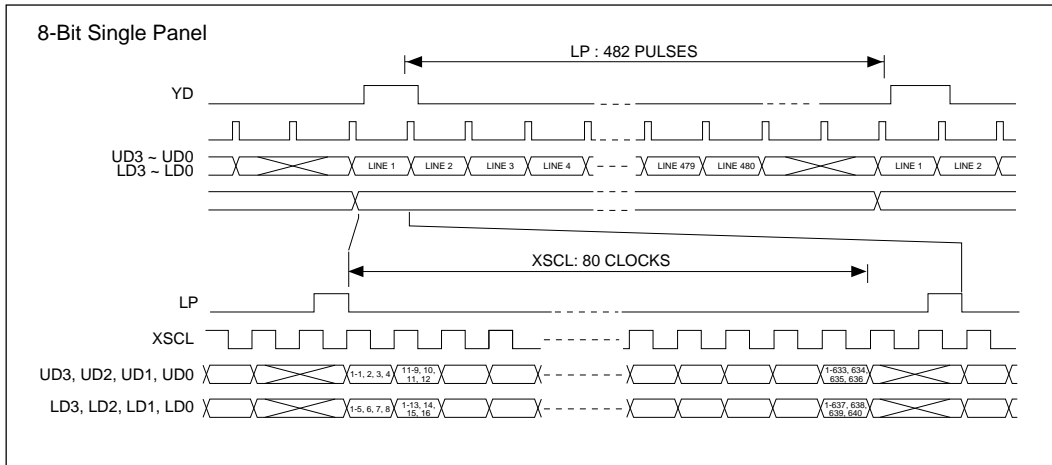 8-Bit Single Panel
LP : 482 PULSES
YD
UD3 ~ UD0
LD3 ~ LD0
LINE 1 LINE 2 LINE 3 LINE 4 LINE 479 LINE 480 LINE 1 LINE 2
XSCL: 80 CLOCKS
LP
XSCL
UD3, UD2, UD1, UD0
1-1, 2, 3, 4
11-9, 10,
11, 12
1-633, 634,
635, 636
LD3, LD2, LD1, LD0
1-5, 6, 7, 8
1-13, 14,
15, 16
1-637, 638,
639, 640